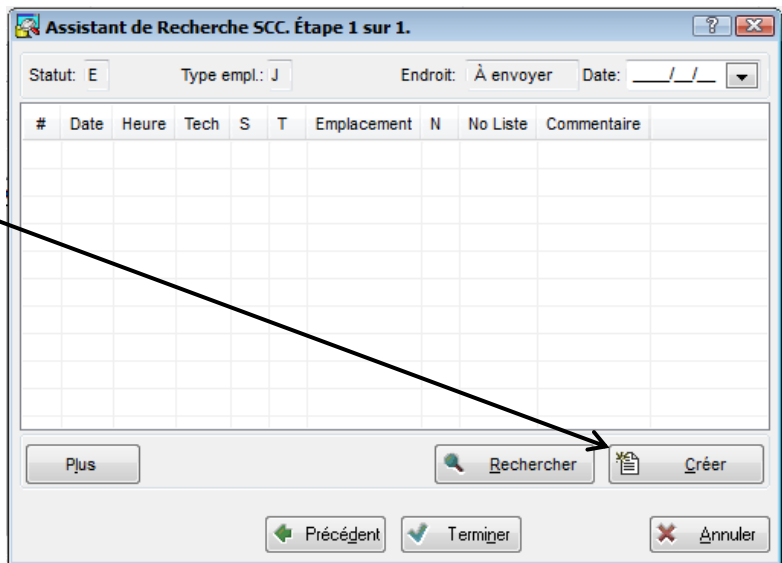 Assistant de Recherche SCC. Étape 1 sur 1.
Statut: E Type empl.: J Endroit: À envoyer Date: ____/__/__
# Date Heure Tech S T Emplacement N No Liste Commentaire
Plus Rechercher Créer
Précédent Terminer Annuler